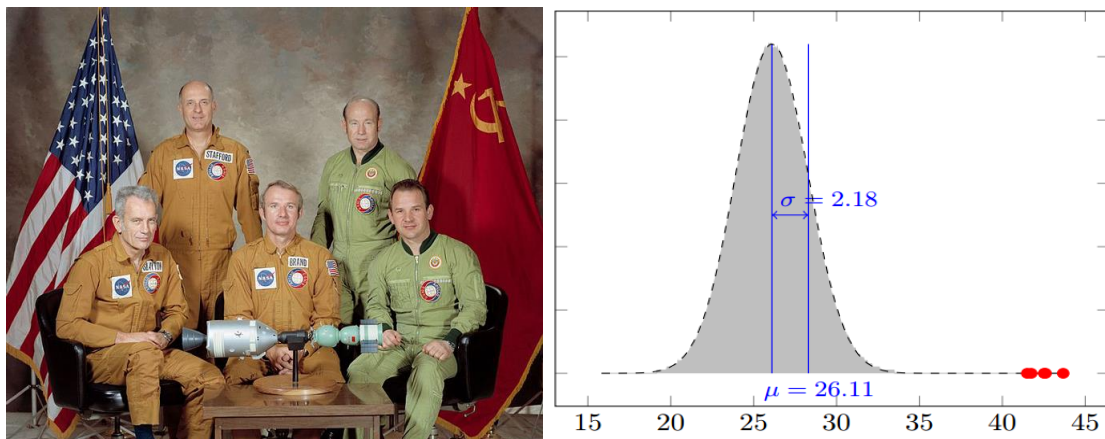 STAFFORD
NASA
BRAND
NASA
NASA
σ = 2.18
μ = 26.11
15 20 25 30 35 40 45